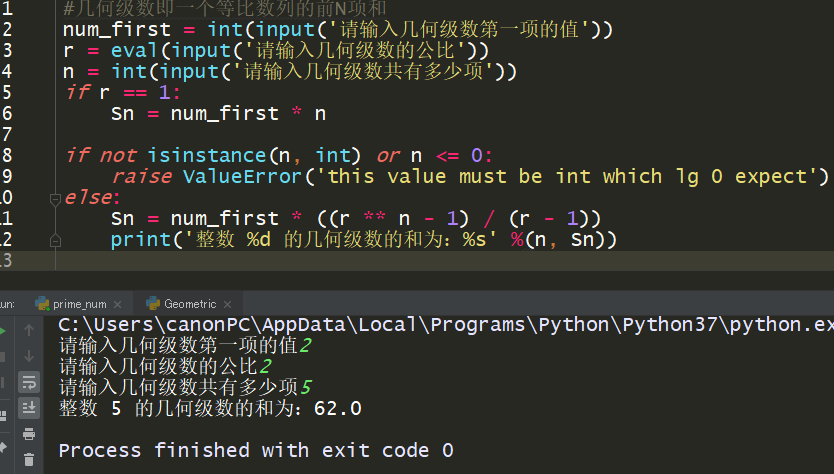 1 #几何级数即一个等比数列的前N项和
2 num_first = int(input('请输入几何级数第一项的值'))
3 r = eval(input('请输入几何级数的公比'))
4 n = int(input('请输入几何级数共有多少项'))
5 if r == 1:
6 Sn = num_first * n
7
8 if not isinstance(n, int) or n <= 0:
9 raise ValueError('this value must be int which lg 0 expect')
10 else:
11 Sn = num_first * ((r ** n - 1) / (r - 1))
12 print('整数 %d 的几何级数的和为：%s' %(n, Sn))
13
un: prime_num × Geometric ×
C:\Users\canonPC\AppData\Local\Programs\Python\Python37\python.ex
请输入几何级数第一项的值2
请输入几何级数的公比2
请输入几何级数共有多少项5
整数 5 的几何级数的和为：62.0
Process finished with exit code 0